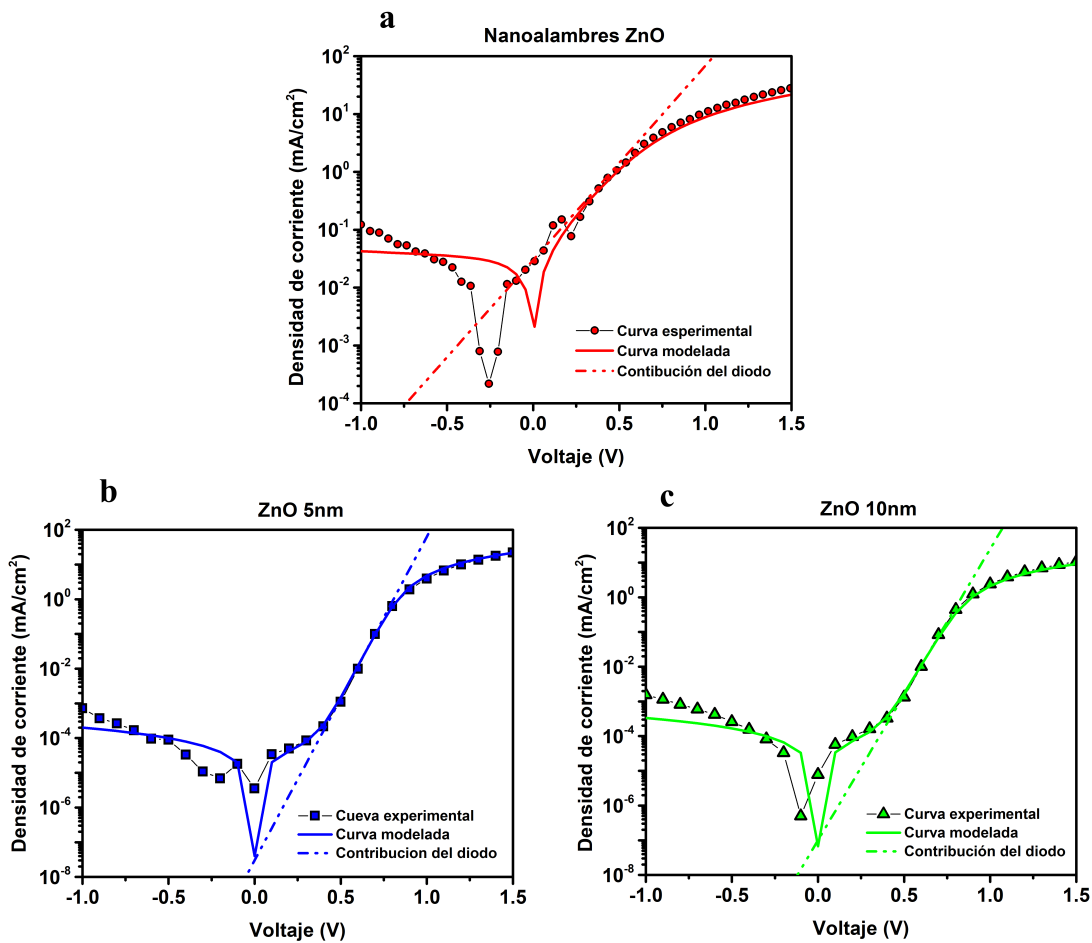 a
Nanoalambres ZnO
Densidad de corriente (mA/cm²)
10²
10¹
10⁰
10⁻¹
10⁻²
10⁻³
10⁻⁴
Curva esperimental
Curva modelada
Contibución del diodo
-1.0 -0.5 0.0 0.5 1.0 1.5
Voltaje (V)
b
ZnO 5nm
Densidad de corriente (mA/cm²)
10²
10⁰
10⁻²
10⁻⁴
10⁻⁶
10⁻⁸
Cueva experimental
Curva modelada
Contribucion del diodo
-1.0 -0.5 0.0 0.5 1.0 1.5
Voltaje (V)
c
ZnO 10nm
Densidad de corriente (mA/cm²)
10²
10⁰
10⁻²
10⁻⁴
10⁻⁶
10⁻⁸
Curva experimental
Curva modelada
Contribución del diodo
-1.0 -0.5 0.0 0.5 1.0 1.5
Voltaje (V)